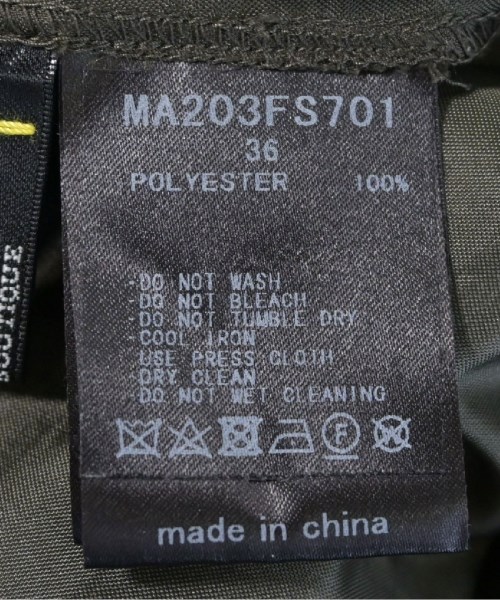 MA203FS701
36
POLYESTER 100%
-DO NOT WASH
-DO NOT BLEACH
-DO NOT TUMBLE DRY
-COOL IRON
USE PRESS CLOTH
DRY CLEAN
-DO NOT WET CLEANING
F
W
made in china